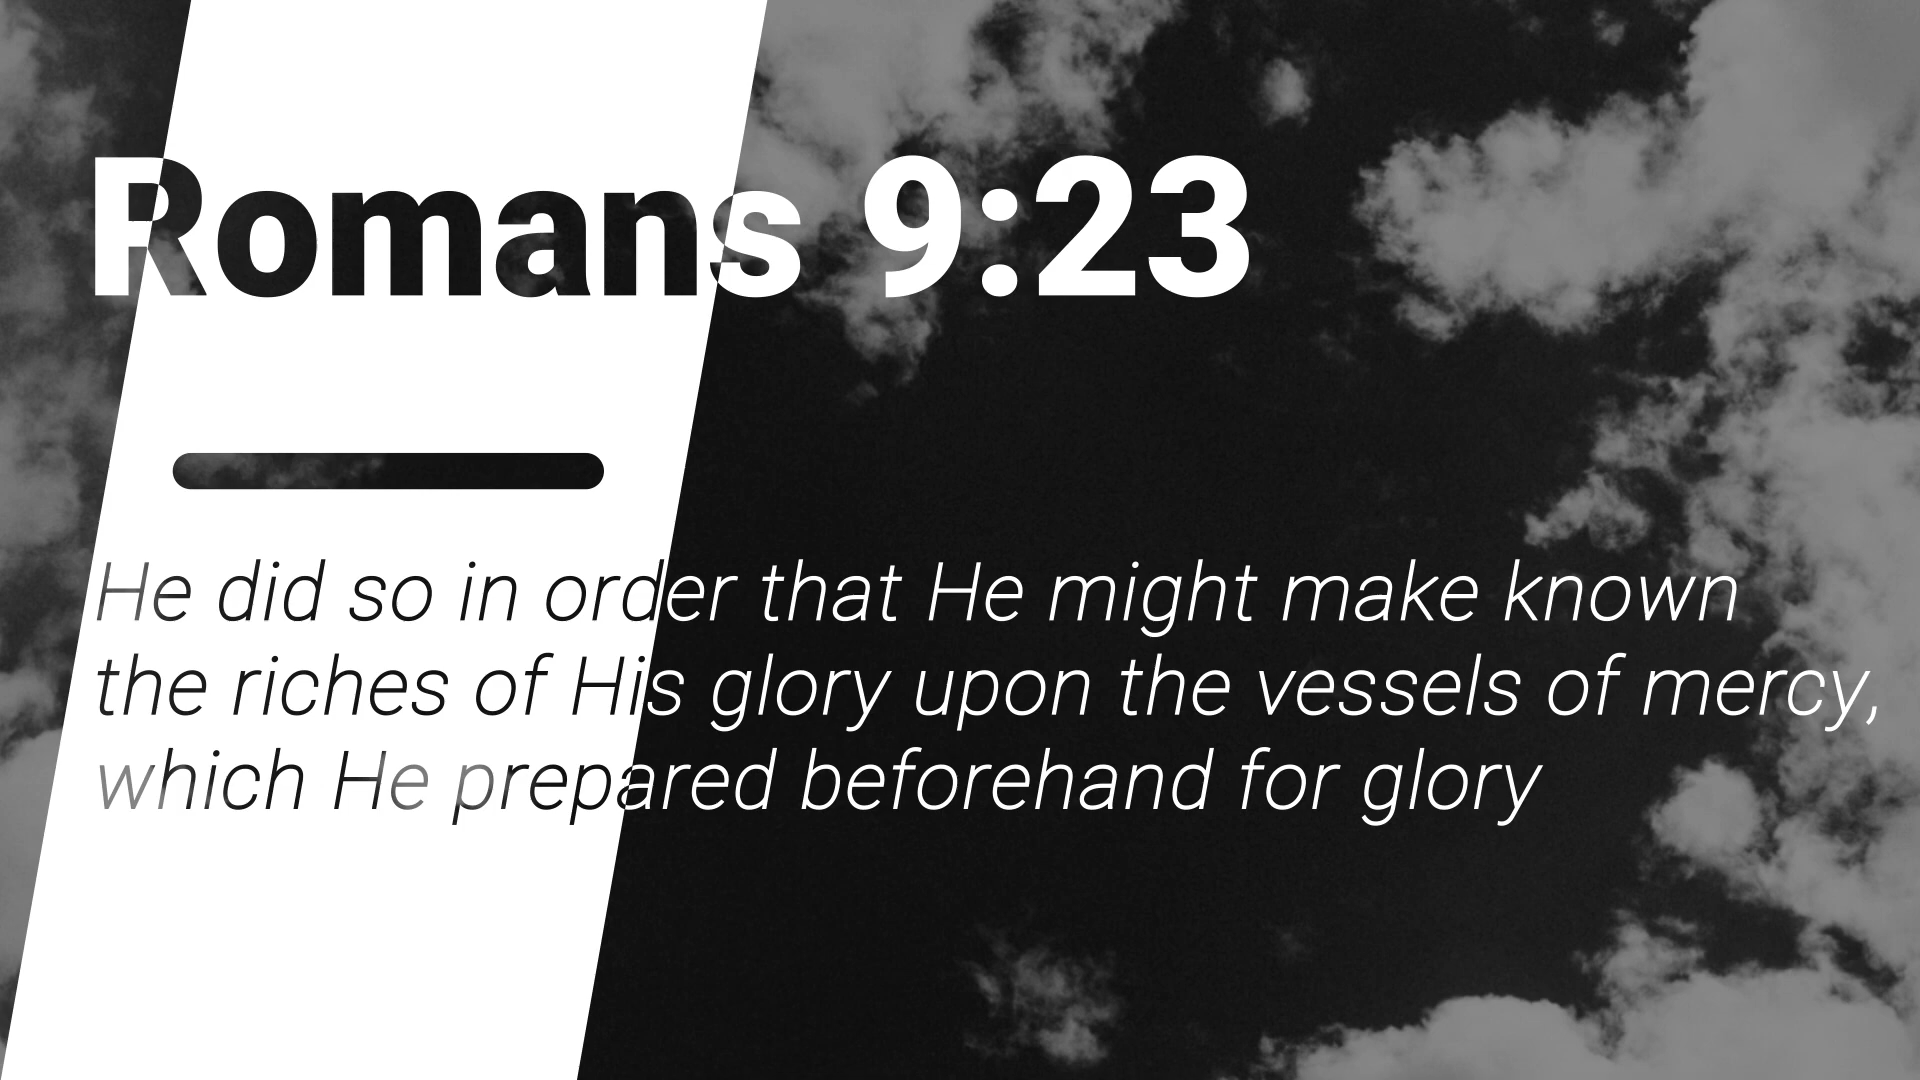 Romans 9:23
He did so in order that He might make known
the riches of His glory upon the vessels of mercy,
which He prepared beforehand for glory